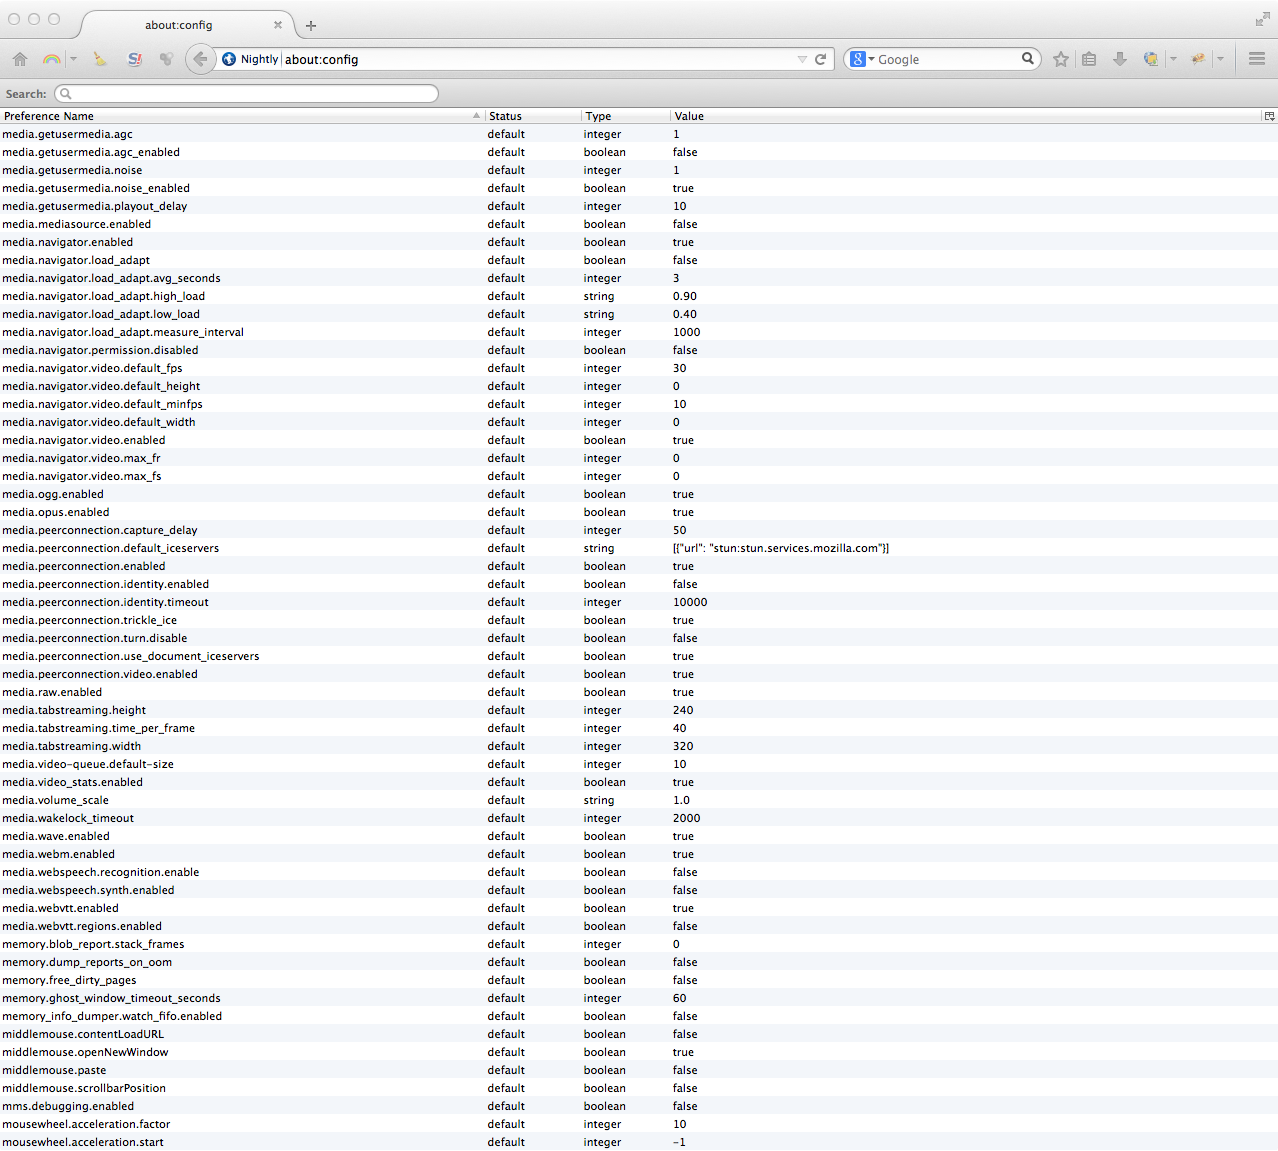 about:config
Nightly about:config
Google
Search:
Preference Name Status Type Value
media.getusermedia.agc default integer 1
media.getusermedia.agc_enabled default boolean false
media.getusermedia.noise default integer 1
media.getusermedia.noise_enabled default boolean true
media.getusermedia.playout_delay default integer 10
media.mediasource.enabled default boolean false
media.navigator.enabled default boolean true
media.navigator.load_adapt default boolean false
media.navigator.load_adapt.avg_seconds default integer 3
media.navigator.load_adapt.high_load default string 0.90
media.navigator.load_adapt.low_load default string 0.40
media.navigator.load_adapt.measure_interval default integer 1000
media.navigator.permission.disabled default boolean false
media.navigator.video.default_fps default integer 30
media.navigator.video.default_height default integer 0
media.navigator.video.default_minfps default integer 10
media.navigator.video.default_width default integer 0
media.navigator.video.enabled default boolean true
media.navigator.video.max_fr default integer 0
media.navigator.video.max_fs default integer 0
media.ogg.enabled default boolean true
media.opus.enabled default boolean true
media.peerconnection.capture_delay default integer 50
media.peerconnection.default_iceservers default string [{"url": "stun:stun.services.mozilla.com"}]
media.peerconnection.enabled default boolean true
media.peerconnection.identity.enabled default boolean false
media.peerconnection.identity.timeout default integer 10000
media.peerconnection.trickle_ice default boolean true
media.peerconnection.turn.disable default boolean false
media.peerconnection.use_document_iceservers default boolean true
media.peerconnection.video.enabled default boolean true
media.raw.enabled default boolean true
media.tabstreaming.height default integer 240
media.tabstreaming.time_per_frame default integer 40
media.tabstreaming.width default integer 320
media.video-queue.default-size default integer 10
media.video_stats.enabled default boolean true
media.volume_scale default string 1.0
media.wakelock_timeout default integer 2000
media.wave.enabled default boolean true
media.webm.enabled default boolean true
media.webspeech.recognition.enable default boolean false
media.webspeech.synth.enabled default boolean false
media.webvtt.enabled default boolean true
media.webvtt.regions.enabled default boolean false
memory.blob_report.stack_frames default integer 0
memory.dump_reports_on_oom default boolean false
memory.free_dirty_pages default boolean false
memory.ghost_window_timeout_seconds default integer 60
memory_info_dumper.watch_fifo.enabled default boolean false
middlemouse.contentLoadURL default boolean false
middlemouse.openNewWindow default boolean true
middlemouse.paste default boolean false
middlemouse.scrollbarPosition default boolean false
mms.debugging.enabled default boolean false
mousewheel.acceleration.factor default integer 10
mousewheel.acceleration.start default integer -1